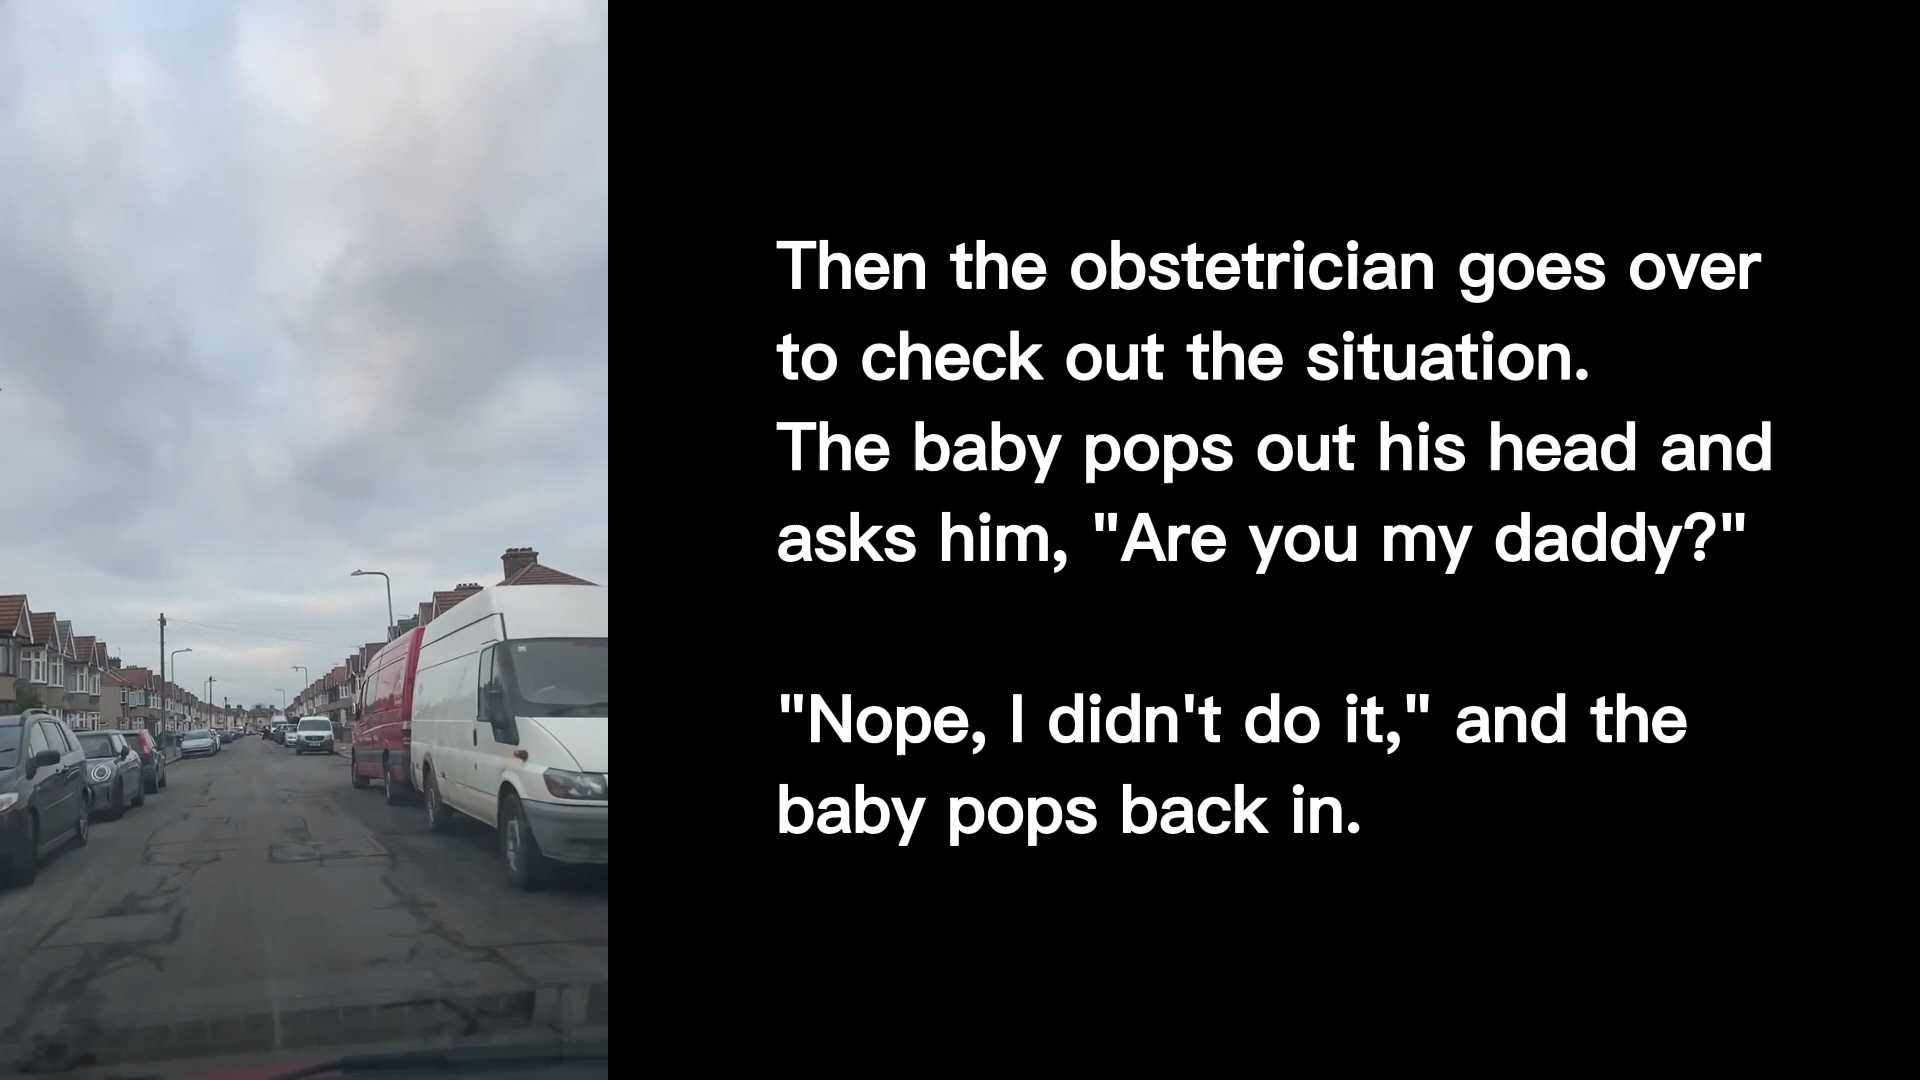 Then the obstetrician goes over
to check out the situation.
The baby pops out his head and
asks him, "Are you my daddy?"
"Nope, I didn't do it," and the
baby pops back in.